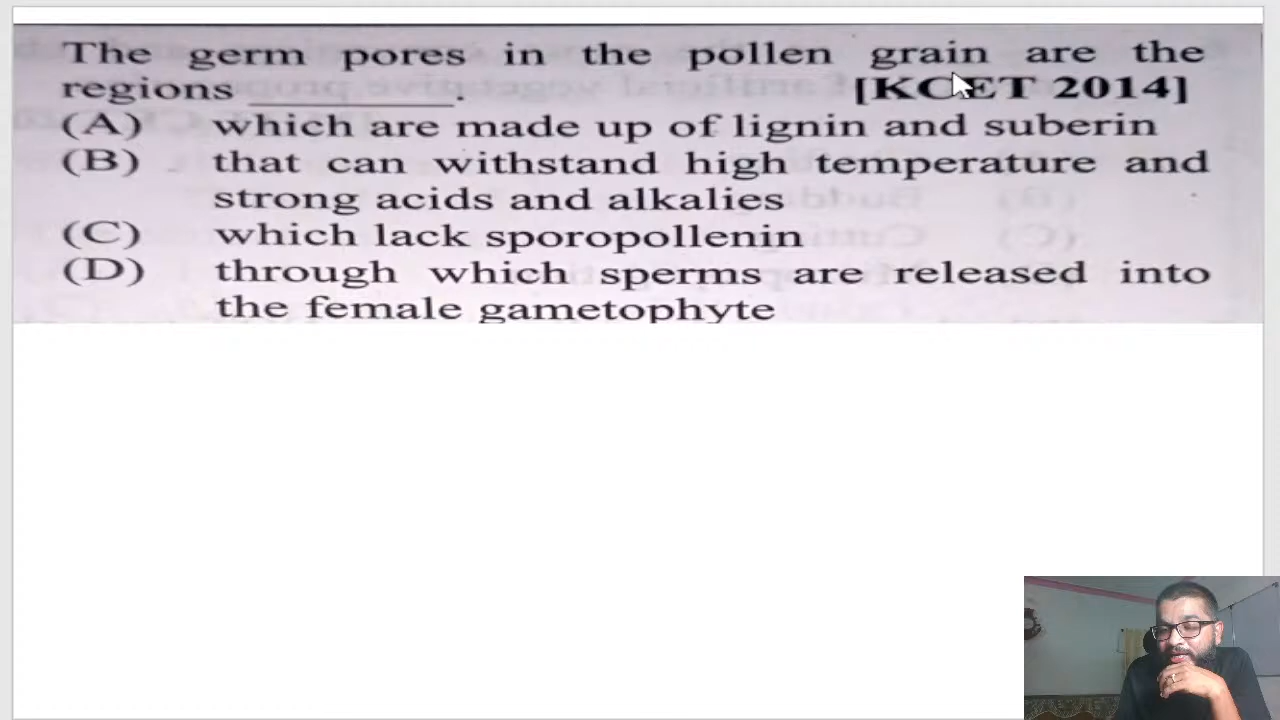 The germ pores in the pollen grain are the
regions ____________. [KCET 2014]
(A) which are made up of lignin and suberin
(B) that can withstand high temperature and
strong acids and alkalies
(C) which lack sporopollenin
(D) through which sperms are released into
the female gametophyte